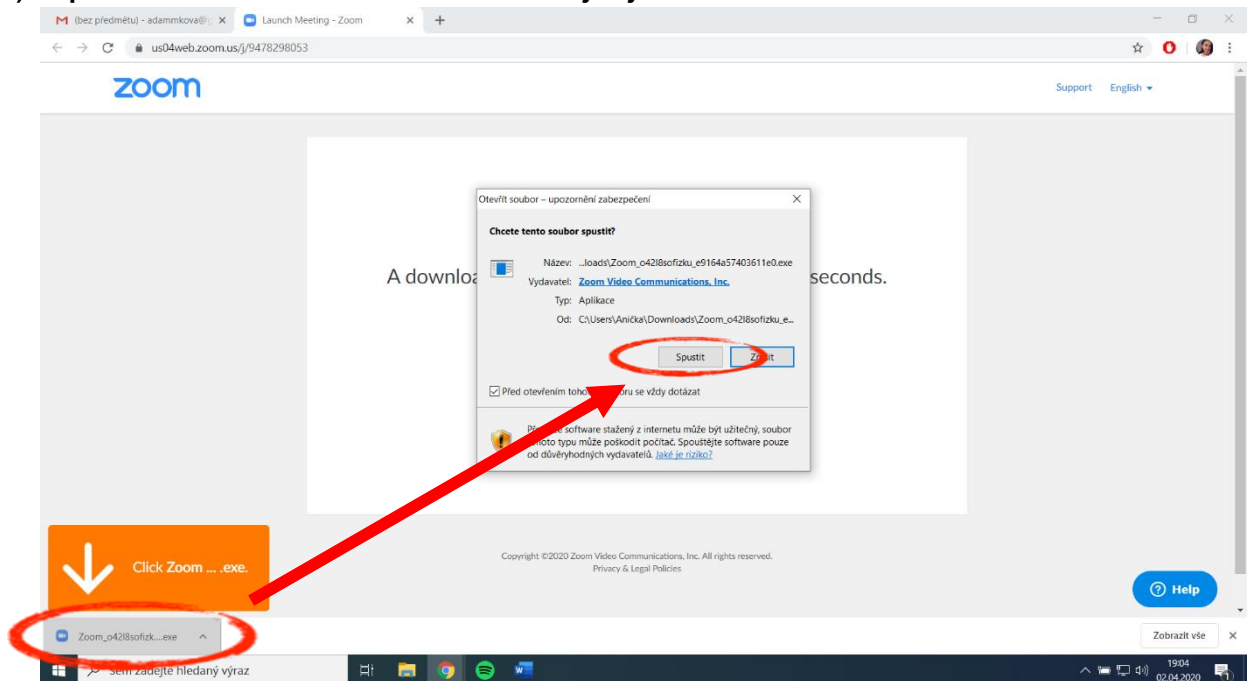 (bez předmětu) - adammkova@g
Launch Meeting - Zoom
us04web.zoom.us/j/9478298053
zoom
Support English
Otevřít soubor – upozornění zabezpečení
Chcete tento soubor spustit?
Název: ...loads\Zoom_o42l8sofizku_e9164a57403611e0.exe
Vydavatel: Zoom Video Communications, Inc.
Typ: Aplikace
Od: C:\Users\Anička\Downloads\Zoom_o42l8sofizku_e...
A downloa seconds.
Spustit
Před otevřením se vždy dotázat
software stažený z internetu může být užitečný, soubor
typu může poškodit počítač. Spouštějte software pouze
od důvěryhodných vydavatelů. Jaké je riziko?
Click Zoom ... .exe.
Copyright ©2020 Zoom Video Communications, Inc. All rights reserved.
Privacy & Legal Policies
Help
Zoom_o42l8sofizk....exe
Zobrazit vše
Sem zadejte hledaný výraz
19:04
02.04.2020